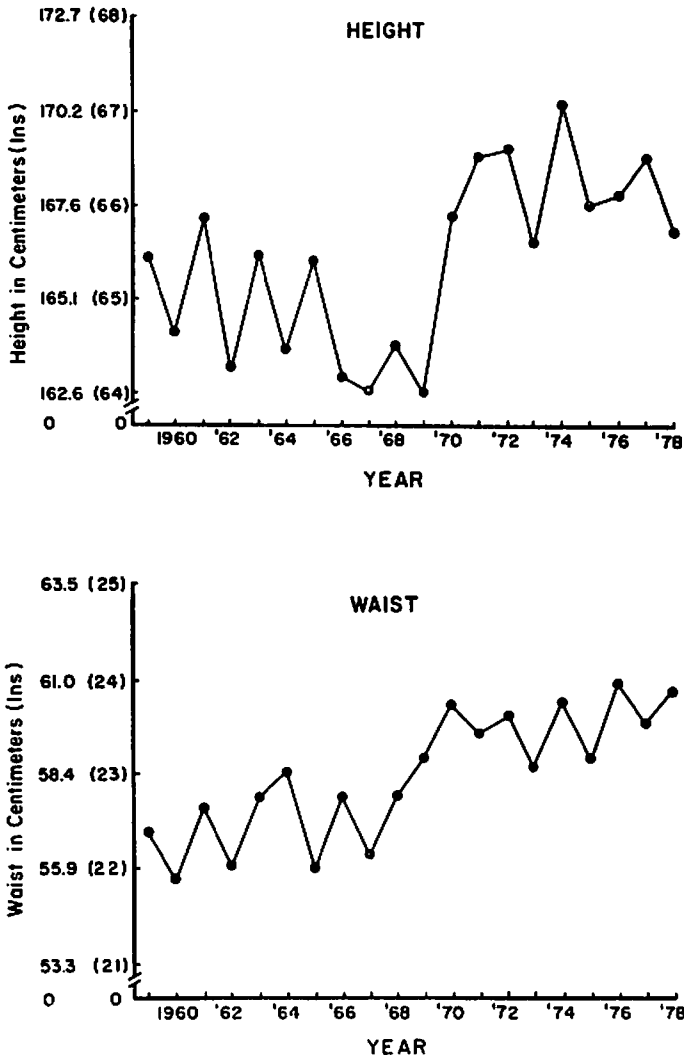 HEIGHT
Height in Centimeters (Ins)
172.7 (68)
170.2 (67)
167.6 (66)
165.1 (65)
162.6 (64)
0 0
1960 '62 '64 '66 '68 '70 '72 '74 '76 '78
YEAR
WAIST
Waist in Centimeters (Ins)
63.5 (25)
61.0 (24)
58.4 (23)
55.9 (22)
53.3 (21)
0 0
1960 '62 '64 '66 '68 '70 '72 '74 '76 '78
YEAR